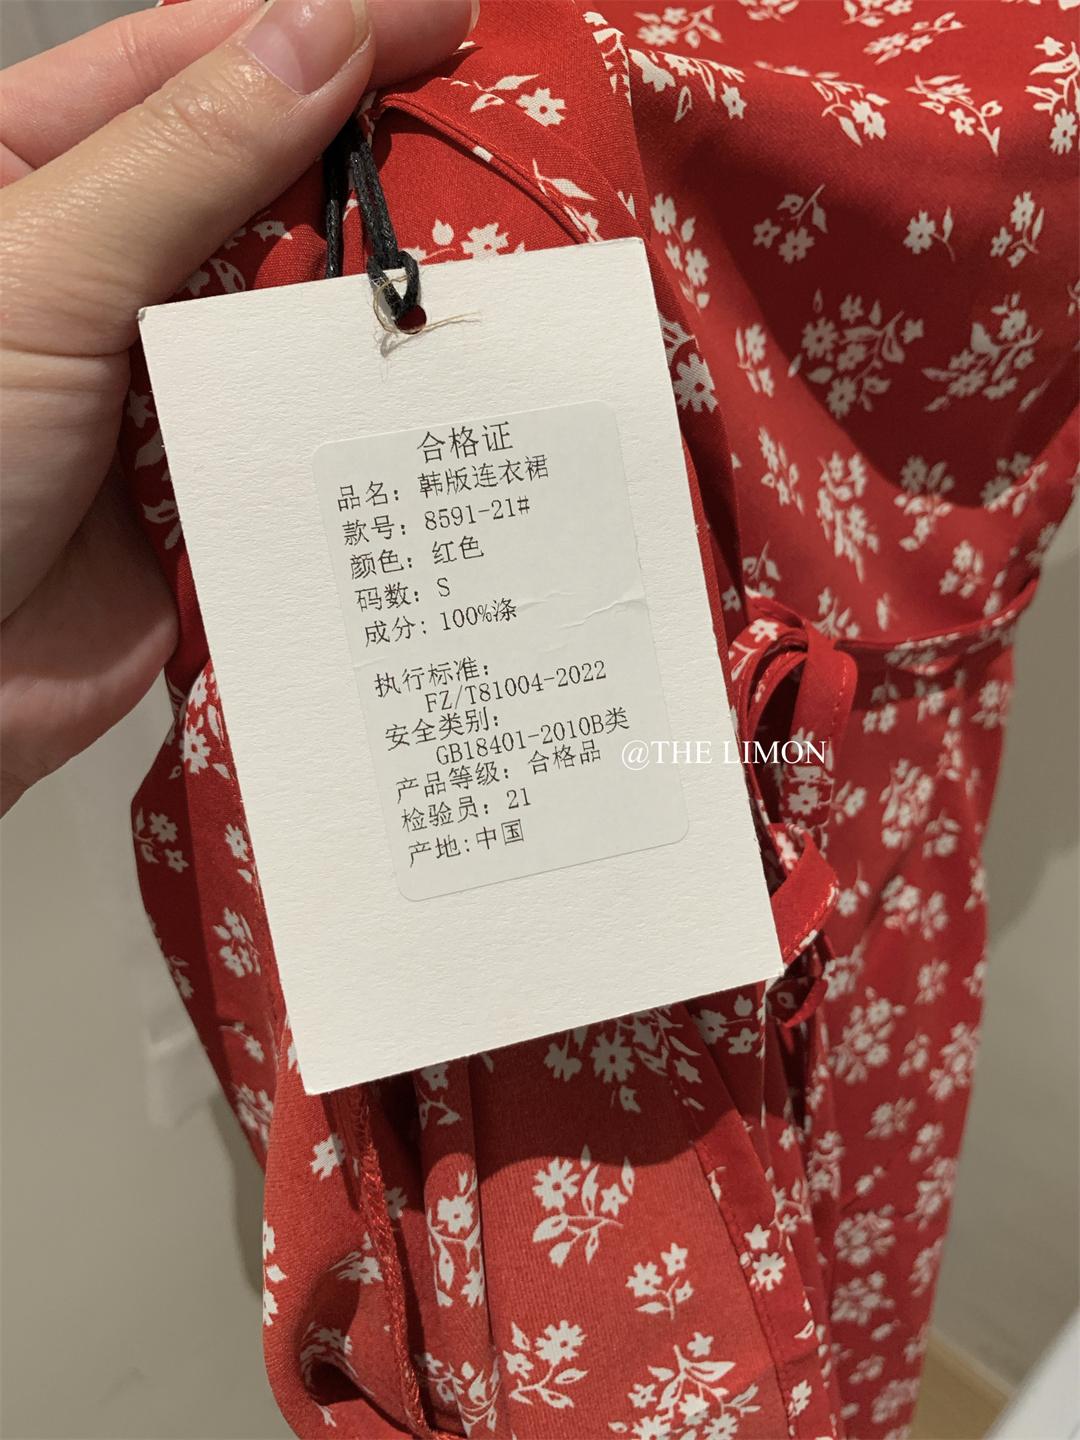 合格证
品名：韩版连衣裙
款号：8591-21#
颜色：红色
码数：S
成分：100%涤
执行标准：
FZ/T81004-2022
安全类别：
GB18401-2010B类
产品等级：合格品
检验员：21
产地:中国
@THE LIMON